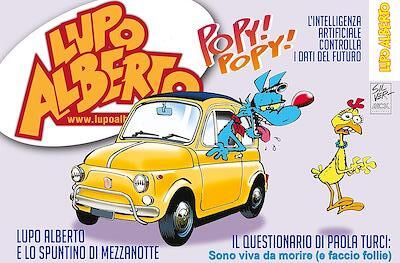 LUPO
ALBERTO
www.lupoalb
POPY!
POPY!
L'INTELLIGENZA
ARTIFICIALE
CONTROLLA
I DATI DEL FUTURO
LUPO ALBERTO
LUPO ALBERTO
E LO SPUNTINO DI MEZZANOTTE
IL QUESTIONARIO DI PAOLA TURCI:
Sono viva da morire (e faccio follie)